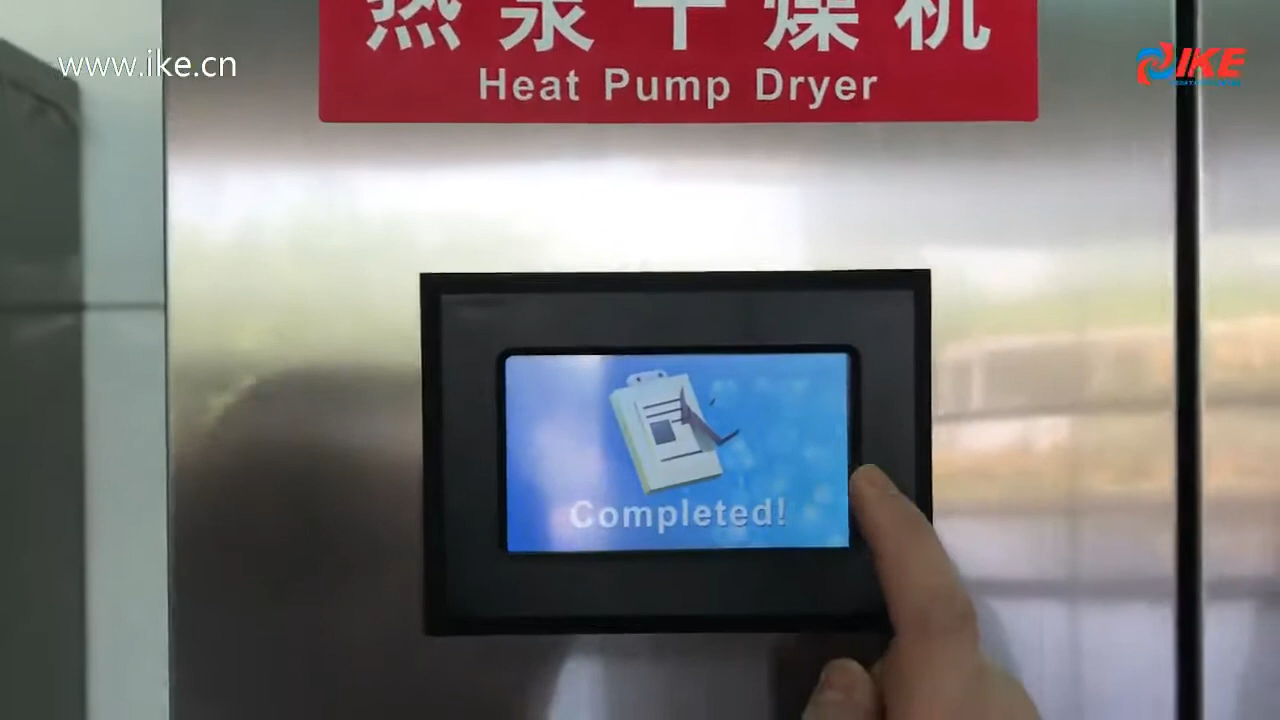 www.ike.cn
IKE
热泵干燥机
Heat Pump Dryer
Completed!